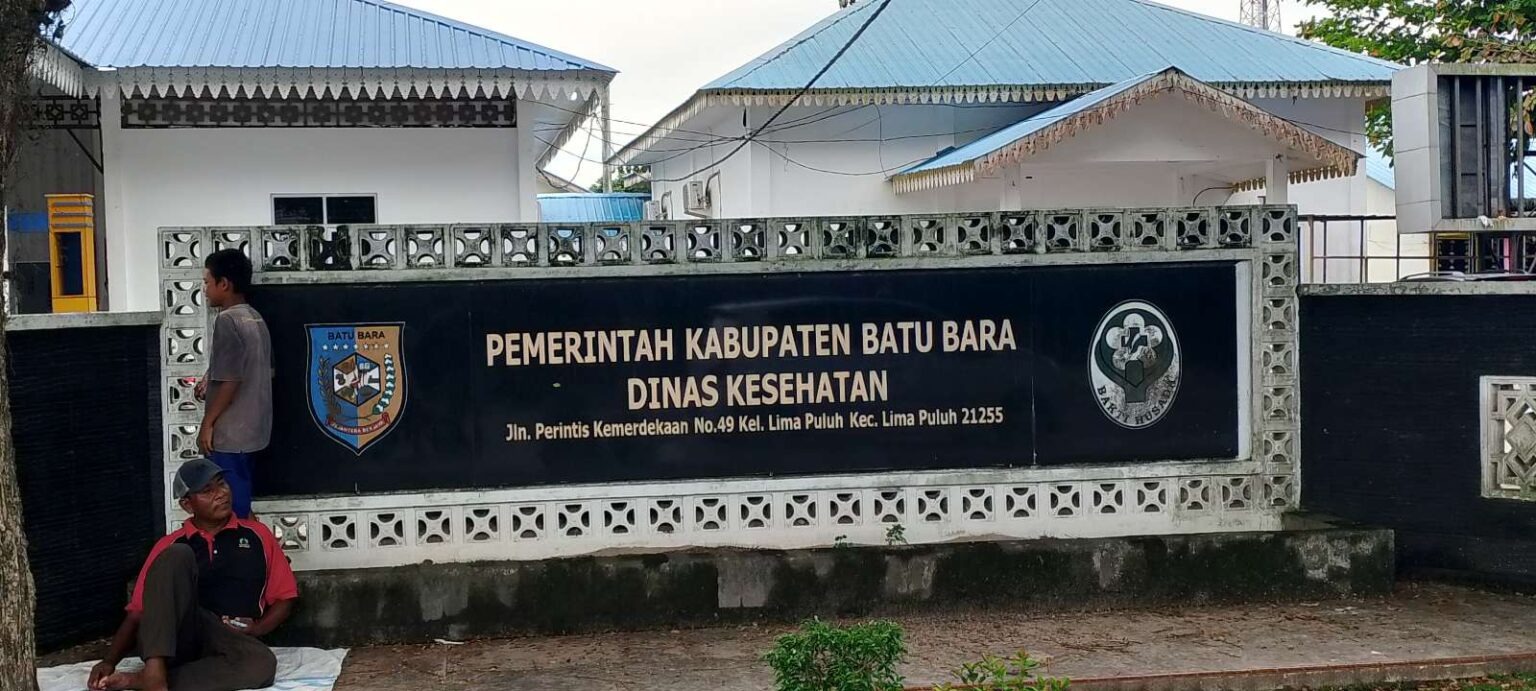 BATU BARA
PEMERINTAH KABUPATEN BATU BARA
DINAS KESEHATAN
Jln. Perintis Kemerdekaan No.49 Kel. Lima Puluh Kec. Lima Puluh 21255
BAKTI HUSADA